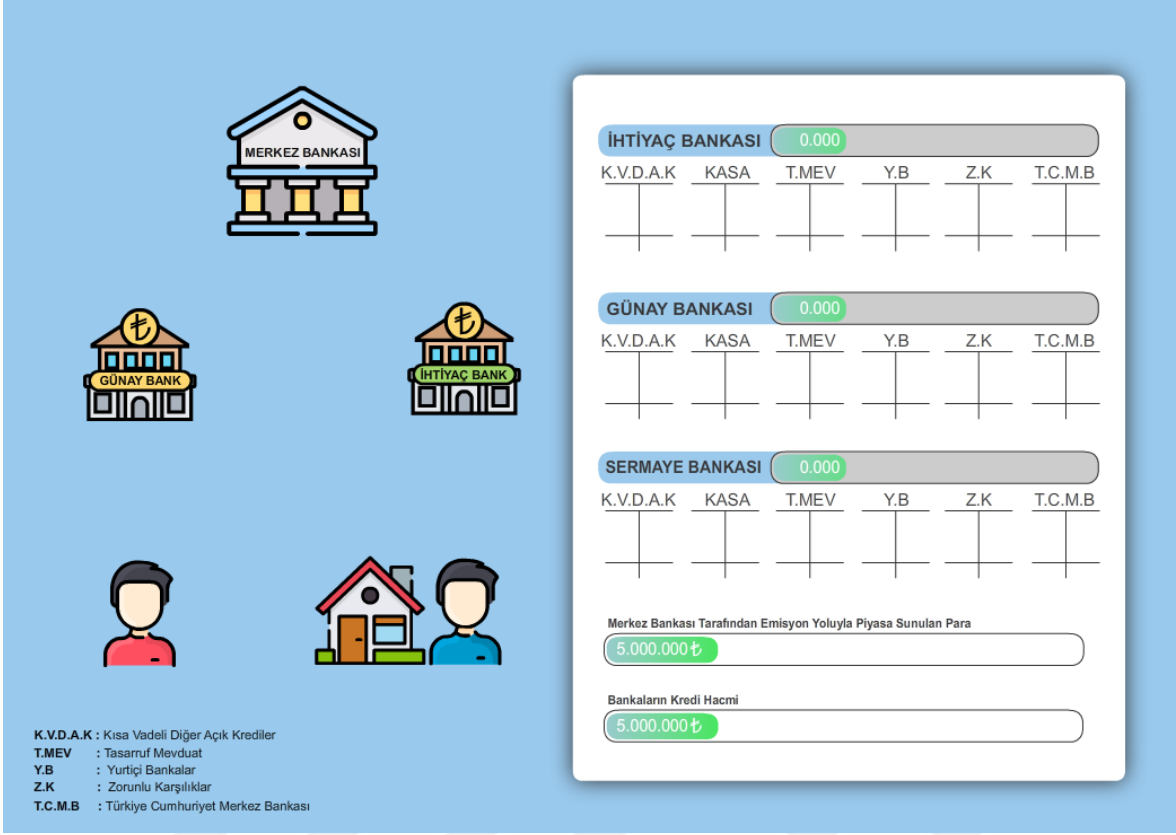 MERKEZ BANKASI
GÜNAY BANK
İHTİYAÇ BANK
K.V.D.A.K : Kısa Vadeli Diğer Açık Krediler
T.MEV : Tasarruf Mevduat
Y.B : Yurtiçi Bankalar
Z.K : Zorunlu Karşılıklar
T.C.M.B : Türkiye Cumhuriyet Merkez Bankası
İHTİYAÇ BANKASI 0.000
K.V.D.A.K KASA T.MEV Y.B Z.K T.C.M.B
GÜNAY BANKASI 0.000
K.V.D.A.K KASA T.MEV Y.B Z.K T.C.M.B
SERMAYE BANKASI 0.000
K.V.D.A.K KASA T.MEV Y.B Z.K T.C.M.B
Merkez Bankası Tarafından Emisyon Yoluyla Piyasa Sunulan Para
5.000.000 ₺
Bankaların Kredi Hacmi
5.000.000 ₺